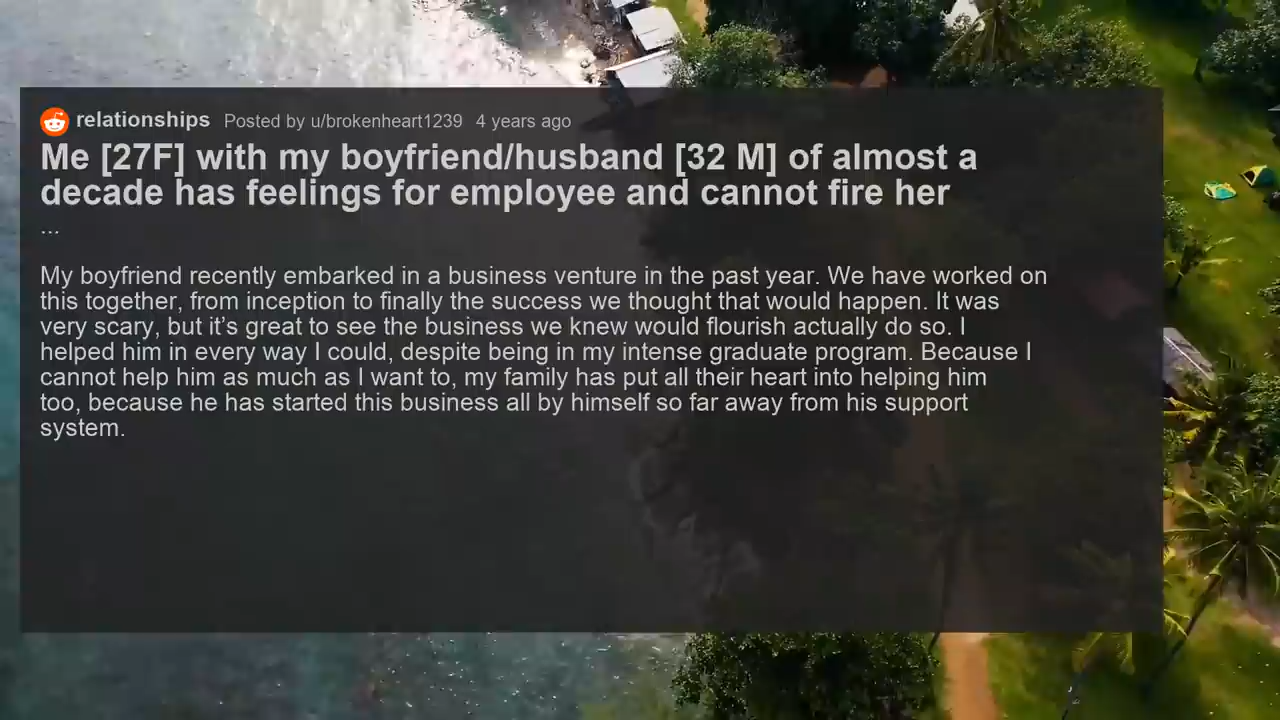 relationships Posted by u/brokenheart1239 4 years ago
Me [27F] with my boyfriend/husband [32 M] of almost a
decade has feelings for employee and cannot fire her
...
My boyfriend recently embarked in a business venture in the past year. We have worked on
this together, from inception to finally the success we thought that would happen. It was
very scary, but it’s great to see the business we knew would flourish actually do so. I
helped him in every way I could, despite being in my intense graduate program. Because I
cannot help him as much as I want to, my family has put all their heart into helping him
too, because he has started this business all by himself so far away from his support
system.